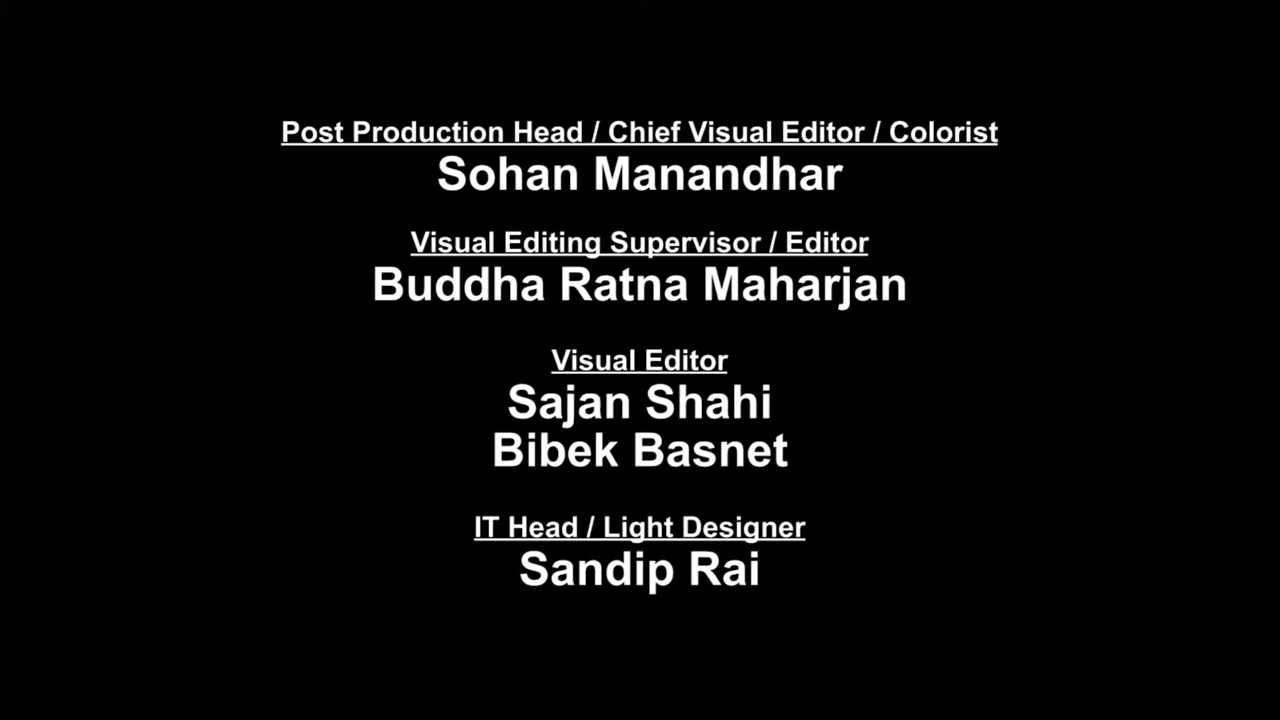 Post Production Head / Chief Visual Editor / Colorist
Sohan Manandhar
Visual Editing Supervisor / Editor
Buddha Ratna Maharjan
Visual Editor
Sajan Shahi
Bibek Basnet
IT Head / Light Designer
Sandip Rai